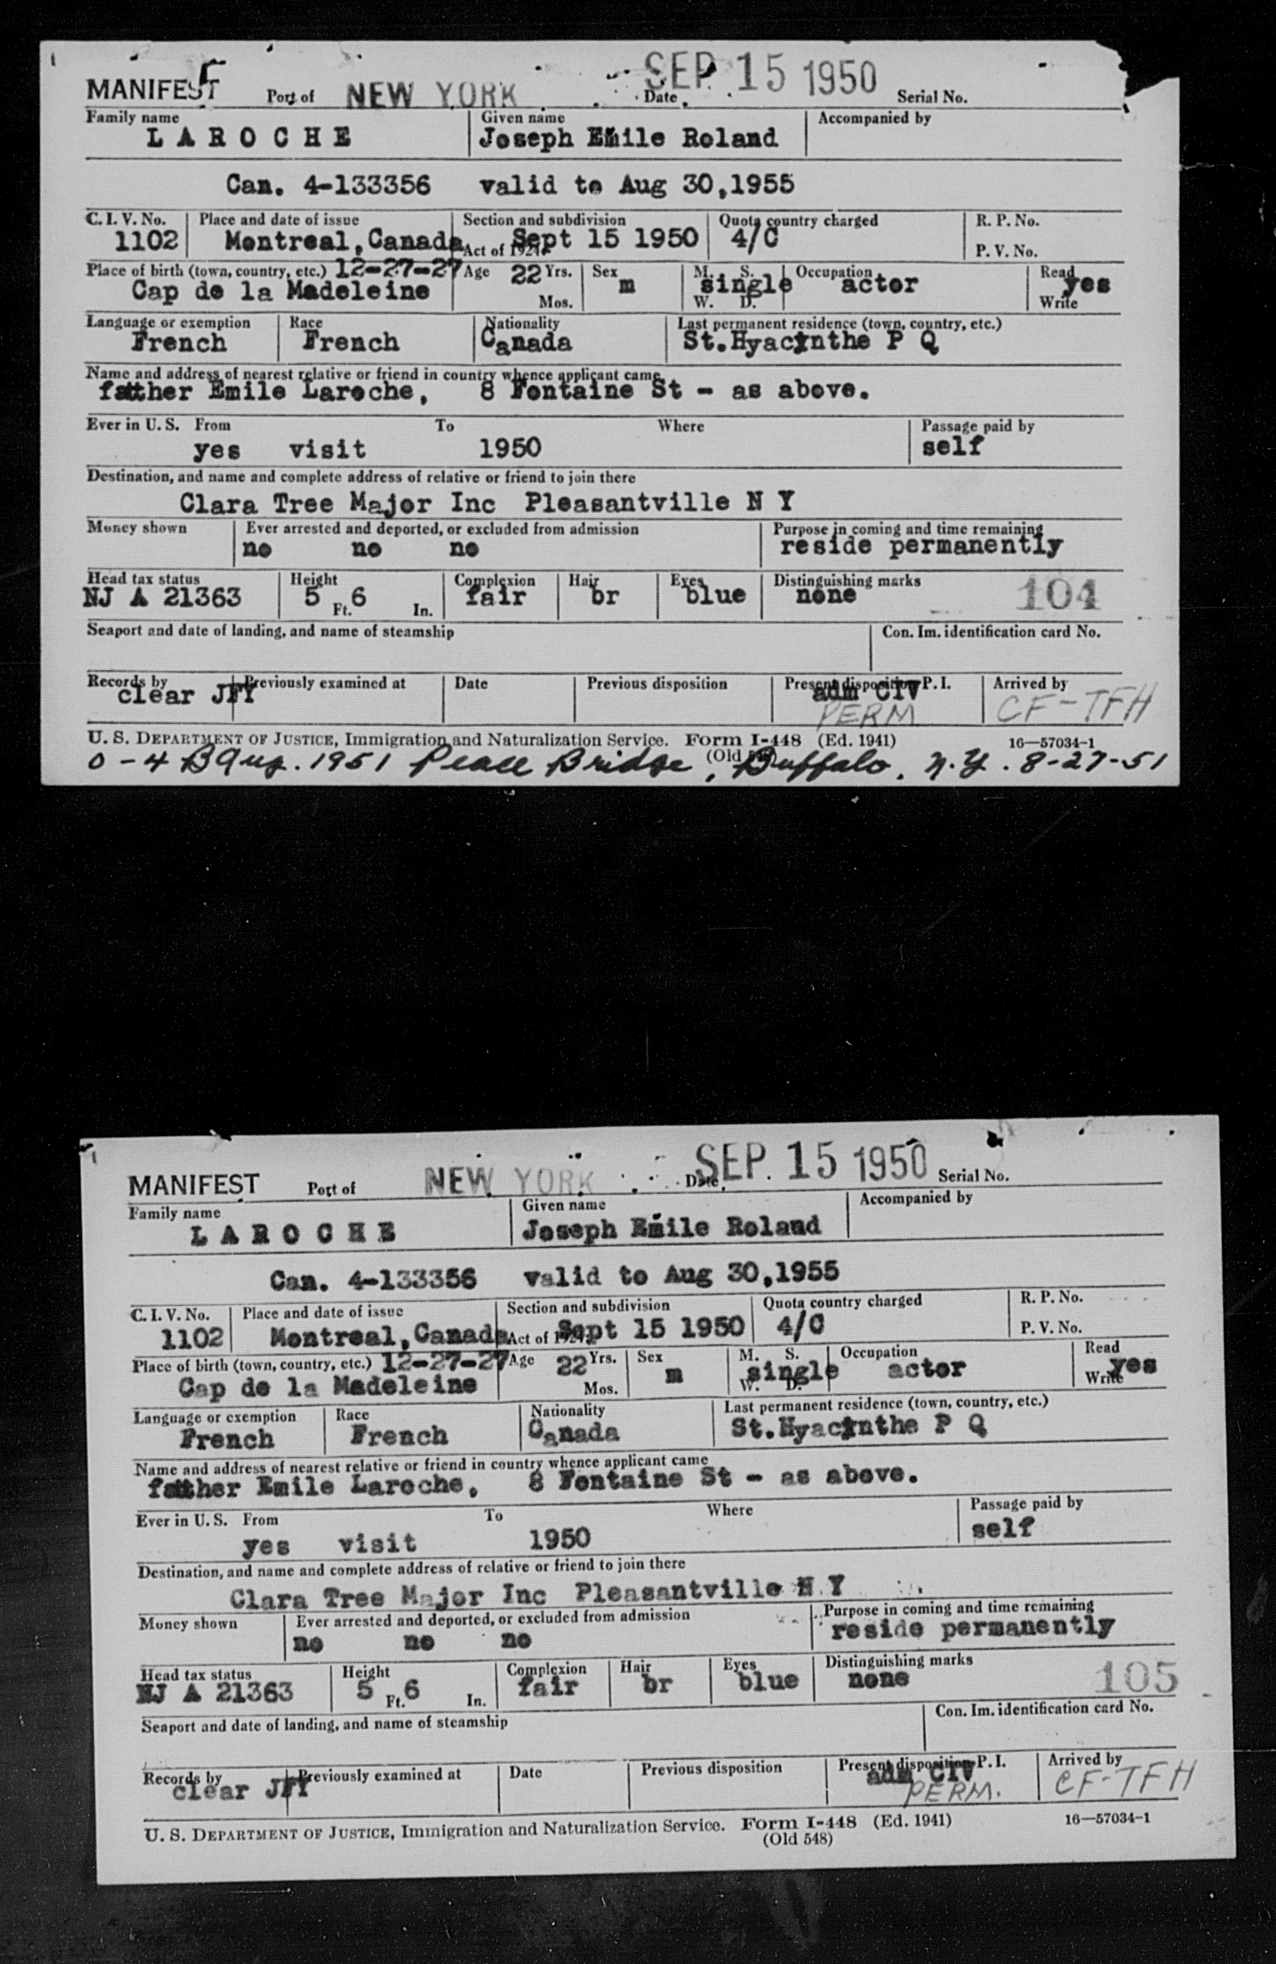 MANIFEST Port of NEW YORK Date SEP 15 1950 Serial No.
Family name Given name Accompanied by
LAROCHE Joseph Emile Roland
Can. 4-133356 valid to Aug 30,1955
C. I. V. No. Place and date of issue Section and subdivision Quota country charged R. P. No.
1102 Montreal, Canada Act of Sept 15 1950 4/C P. V. No.
Place of birth (town, country, etc.) 12-27-27 Age 22 Yrs. Sex M. S. Occupation Read
Cap de la Madeleine Mos. m single W. D. actor yes Write
Language or exemption Race Nationality Last permanent residence (town, country, etc.)
French French Canada St.Hyacinthe P Q
Name and address of nearest relative or friend in country whence applicant came
father Emile Laroche, 8 Fontaine St - as above.
Ever in U. S. From To Where Passage paid by
yes visit 1950 self
Destination, and name and complete address of relative or friend to join there
Clara Tree Major Inc Pleasantville N Y
Money shown Ever arrested and deported, or excluded from admission Purpose in coming and time remaining
no no no reside permanently
Head tax status Height Complexion Hair Eyes Distinguishing marks
NJ A 21363 5 Ft. 6 In. fair br blue none 104
Seaport and date of landing, and name of steamship Con. Im. identification card No.
Records by Previously examined at Date Previous disposition Present disposition P. I. Arrived by
clear JFY adm CIV
PERM CF-TFH
U. S. DEPARTMENT OF JUSTICE, Immigration and Naturalization Service. Form I-448 (Ed. 1941) 16—57034-1
(Old 548)
0-4 B Aug. 1951 Peace Bridge, Buffalo, N.Y. 8-27-51
MANIFEST Port of NEW YORK Date SEP 15 1950 Serial No.
Family name Given name Accompanied by
LAROCHE Joseph Emile Roland
Can. 4-133356 valid to Aug 30,1955
C. I. V. No. Place and date of issue Section and subdivision Quota country charged R. P. No.
1102 Montreal, Canada Act of Sept 15 1950 4/C P. V. No.
Place of birth (town, country, etc.) 12-27-27 Age 22 Yrs. Sex M. S. Occupation Read
Cap de la Madeleine Mos. m single W. D. actor yes Write
Language or exemption Race Nationality Last permanent residence (town, country, etc.)
French French Canada St.Hyacinthe P Q
Name and address of nearest relative or friend in country whence applicant came
father Emile Laroche, 8 Fontaine St - as above.
Ever in U. S. From To Where Passage paid by
yes visit 1950 self
Destination, and name and complete address of relative or friend to join there
Clara Tree Major Inc Pleasantville N Y
Money shown Ever arrested and deported, or excluded from admission Purpose in coming and time remaining
no no no reside permanently
Head tax status Height Complexion Hair Eyes Distinguishing marks
NJ A 21363 5 Ft. 6 In. fair br blue none 105
Seaport and date of landing, and name of steamship Con. Im. identification card No.
Records by Previously examined at Date Previous disposition Present disposition P. I. Arrived by
clear JFY adm CIV
PERM. CF-TFH
U. S. DEPARTMENT OF JUSTICE, Immigration and Naturalization Service. Form I-448 (Ed. 1941) 16—57034-1
(Old 548)